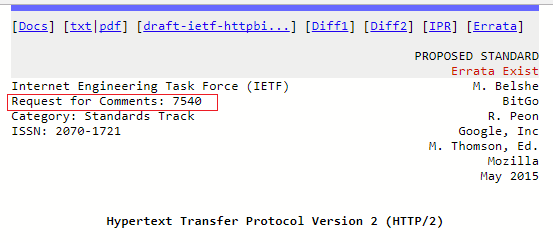 [Docs] [txt|pdf] [draft-ietf-httpbi...] [Diff1] [Diff2] [IPR] [Errata]
PROPOSED STANDARD
Errata Exist
Internet Engineering Task Force (IETF) M. Belshe
Request for Comments: 7540 BitGo
Category: Standards Track R. Peon
ISSN: 2070-1721 Google, Inc
M. Thomson, Ed.
Mozilla
May 2015
Hypertext Transfer Protocol Version 2 (HTTP/2)